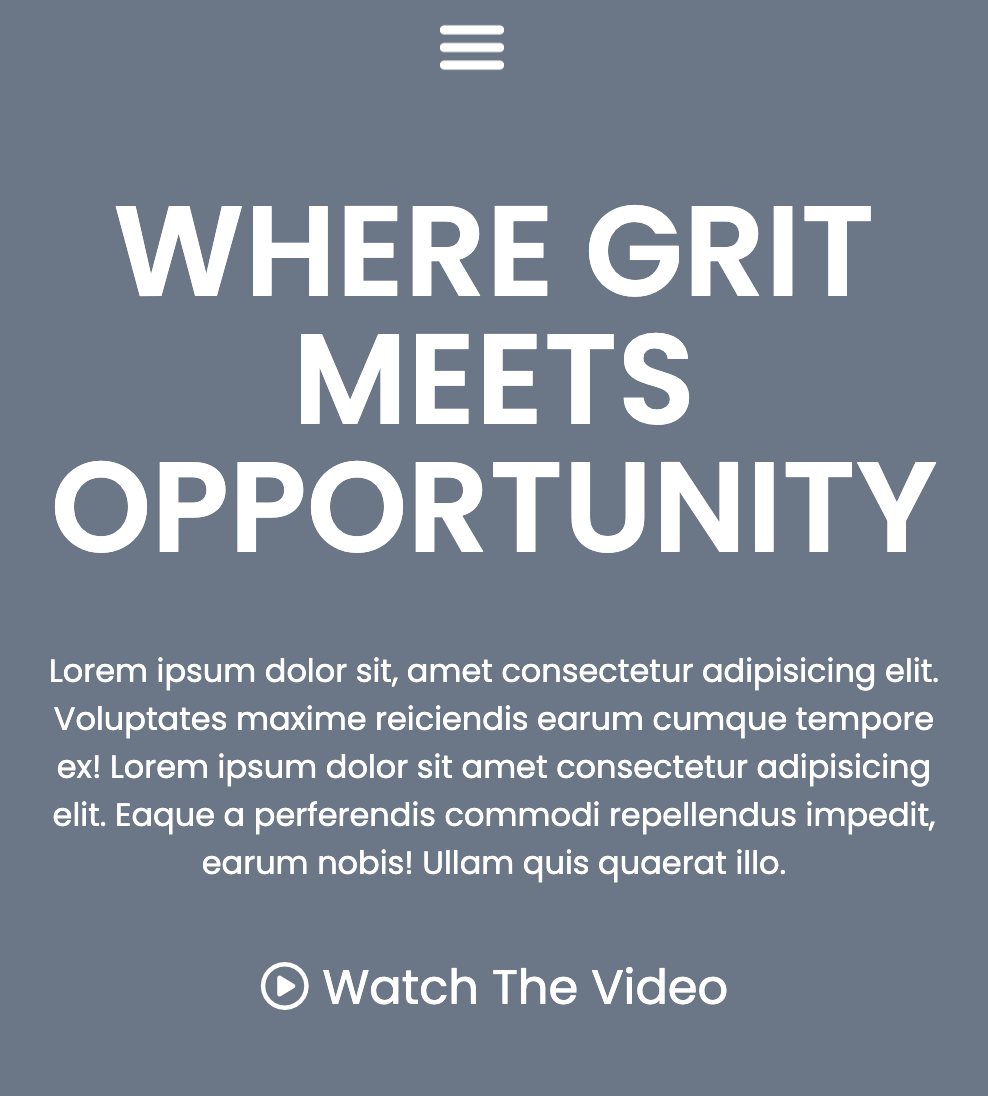 WHERE GRIT
MEETS
OPPORTUNITY
Lorem ipsum dolor sit, amet consectetur adipisicing elit.
Voluptates maxime reiciendis earum cumque tempore
ex! Lorem ipsum dolor sit amet consectetur adipisicing
elit. Eaque a perferendis commodi repellendus impedit,
earum nobis! Ullam quis quaerat illo.
Watch The Video